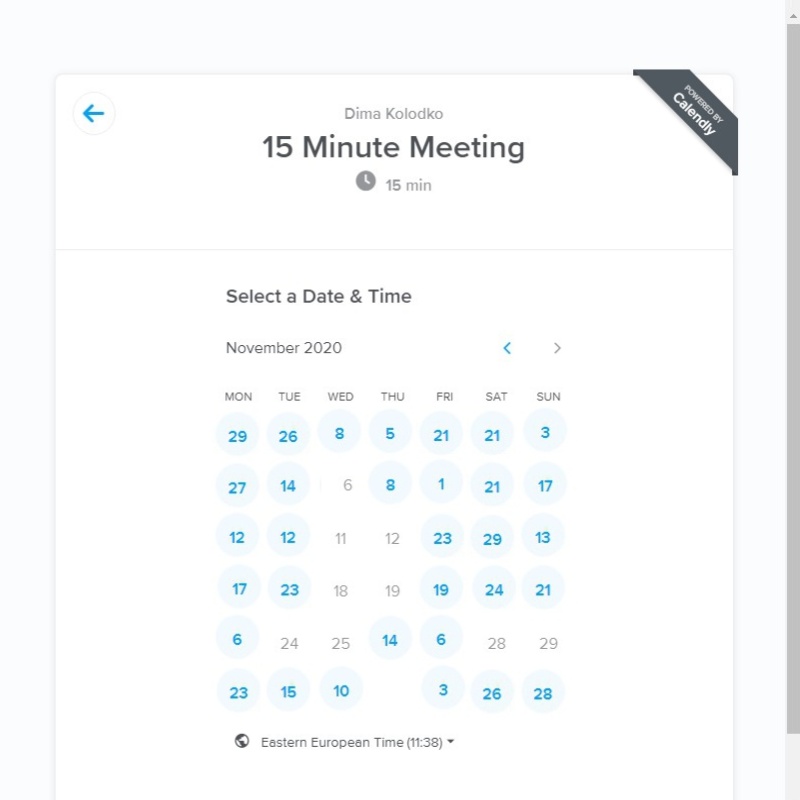 POWERED BY
Calendly
Dima Kolodko
15 Minute Meeting
15 min
Select a Date & Time
November 2020
MON TUE WED THU FRI SAT SUN
29 26 8 5 21 21 3
27 14 6 8 1 21 17
12 12 11 12 23 29 13
17 23 18 19 19 24 21
6 24 25 14 6 28 29
23 15 10 3 26 28
Eastern European Time (11:38)